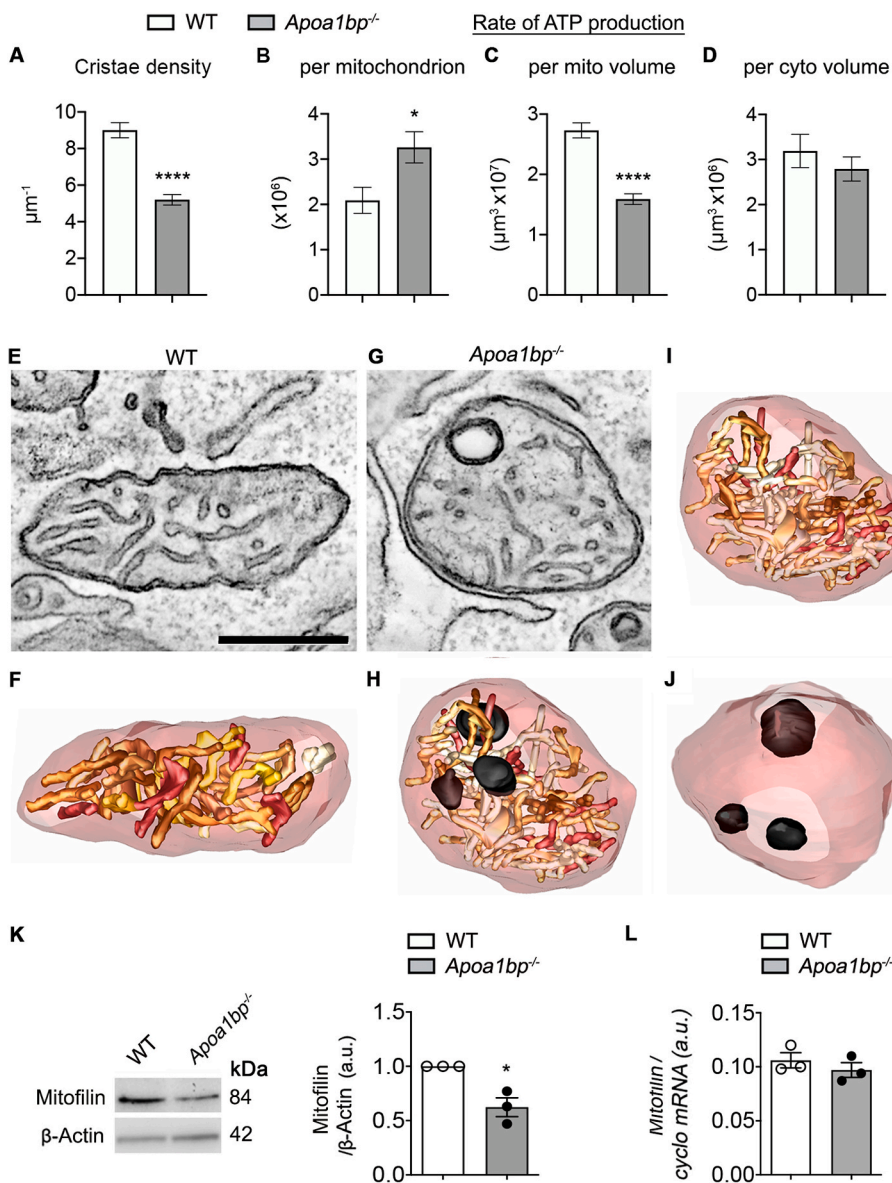 WT Apoa1bp-/- Rate of ATP production
A B C D
Cristae density per mitochondrion per mito volume per cyto volume
µm-1
10
8
6
4
2
0
****
(x10⁶)
4
3
2
1
0
*
(µm³ x10⁷)
3
2
1
0
****
(µm³ x10⁶)
4
3
2
1
0
E WT G Apoa1bp-/- I
F H J
K
WT Apoa1bp-/- kDa
Mitofilin 84
β-Actin 42
WT
Apoa1bp-/-
Mitofilin
/β-Actin (a.u.)
1.5
1.0
0.5
0.0
*
L
WT
Apoa1bp-/-
Mitofilin /
cyclo mRNA (a.u.)
0.15
0.10
0.05
0.00